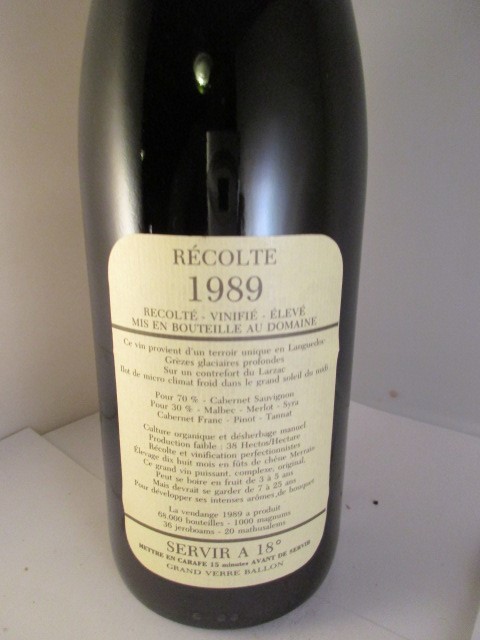 RÉCOLTE
1989
RECOLTÉ - VINIFIÉ - ÉLEVÉ
MIS EN BOUTEILLE AU DOMAINE
Ce vin provient d'un terroir unique en Languedoc
Grèzes glaciaires profondes
Sur un contrefort du Larzac
Ilot de micro climat froid dans le grand soleil du midi
Pour 70 % - Cabernet Sauvignon
Pour 30 % - Malbec - Merlot - Syra
Cabernet Franc - Pinot - Tannat
Culture organique et désherbage manuel
Production faible : 38 Hectos/Hectare
Récolte et vinification perfectionnistes
Élevage dix huit mois en fûts de chêne Merrain
Ce grand vin puissant, complexe, original,
Peut se boire en fruit de 3 à 5 ans
Mais devrait se garder de 7 à 25 ans
Pour développer ses intenses arômes de bouquet
La vendange 1989 a produit
68.000 bouteilles - 1000 magnums
36 jeroboams - 20 mathusalems
SERVIR A 18°
METTRE EN CARAFE 15 minutes AVANT DE SERVIR
GRAND VERRE BALLON